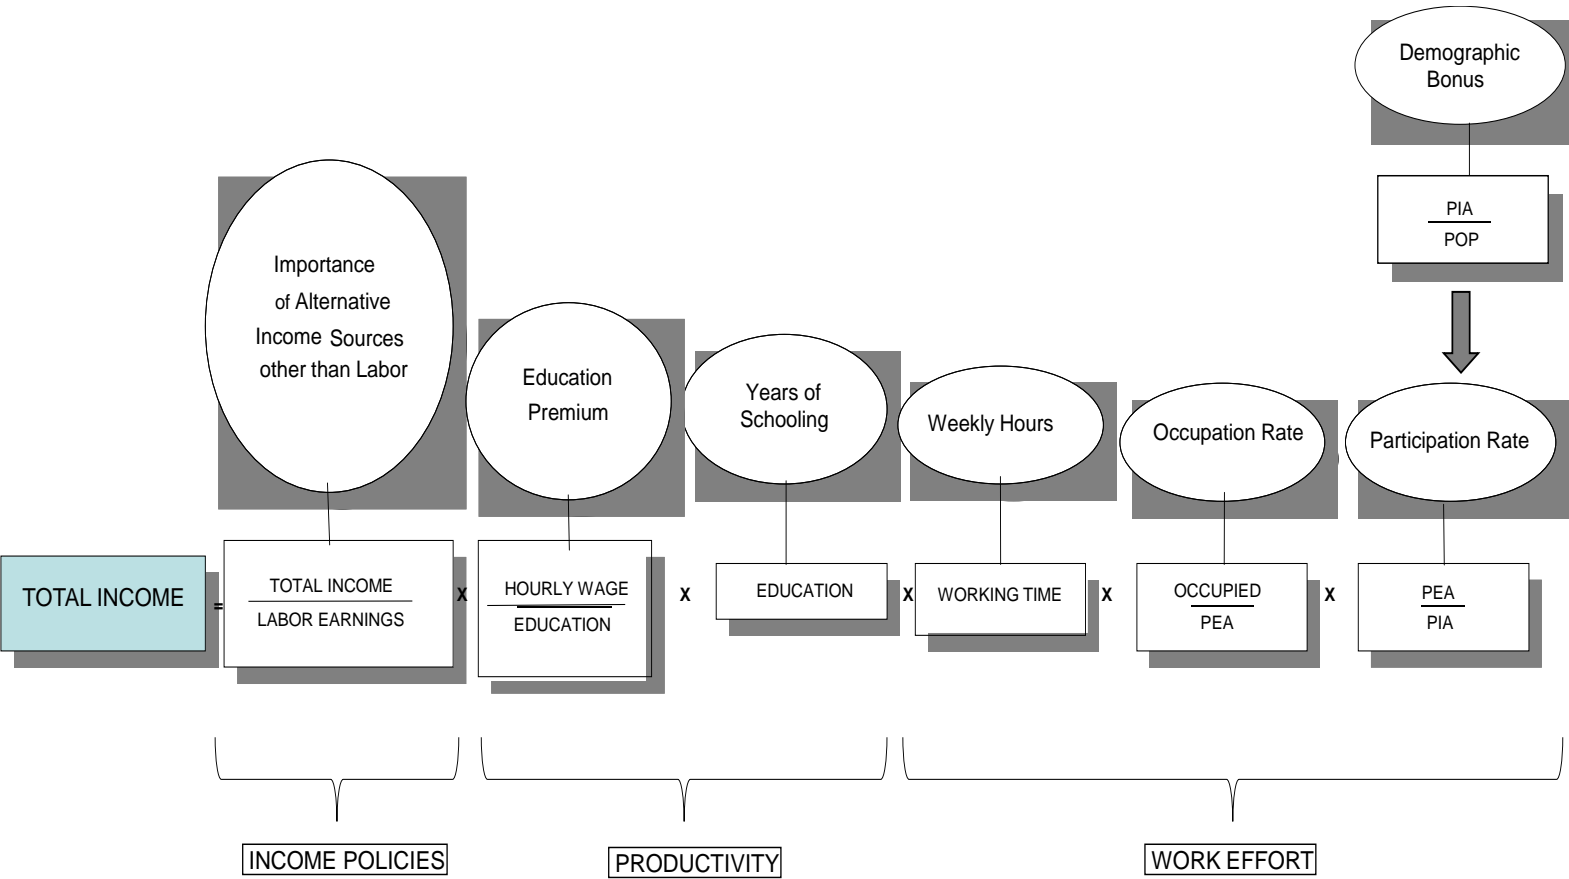 Demographic
Bonus
PIA
POP
Importance
of Alternative
Income Sources
other than Labor
Education
Premium
Years of
Schooling
Weekly Hours
Occupation Rate
Participation Rate
TOTAL INCOME
=
TOTAL INCOME
LABOR EARNINGS
X
HOURLY WAGE
EDUCATION
X
EDUCATION
X
WORKING TIME
X
OCCUPIED
PEA
X
PEA
PIA
INCOME POLICIES
PRODUCTIVITY
WORK EFFORT